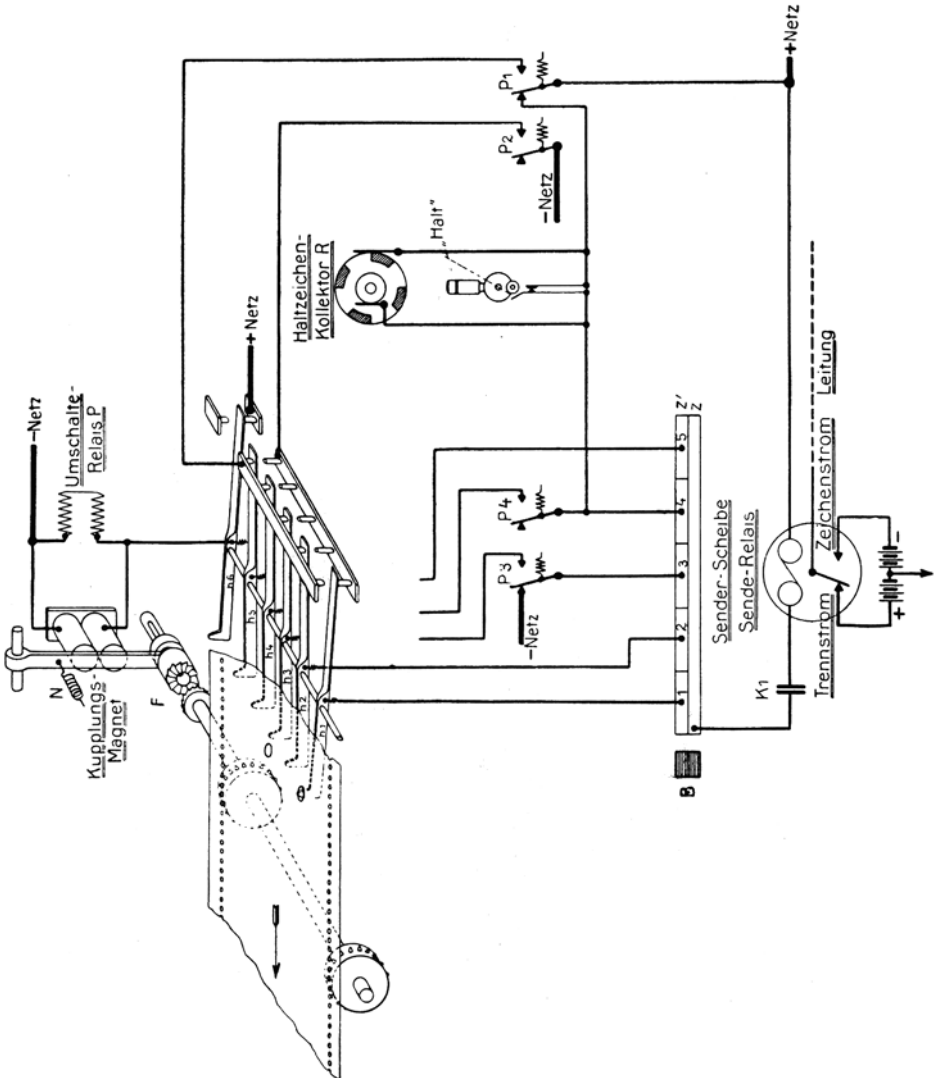 -Netz
Umschalte-
Relais P
N
Kupplungs-
Magnet
F
+ Netz
h6
h5
h4
h3
h2
h1
Haltzeichen-
Kollektor R
„Halt"
P2
P1
-Netz
+Netz
P3
P4
-Netz
B
1
2
3
4
5
Z'
Z
Sender-Scheibe
Sende-Relais
K1
Trennstrom
Zeichenstrom
Leitung
+
-